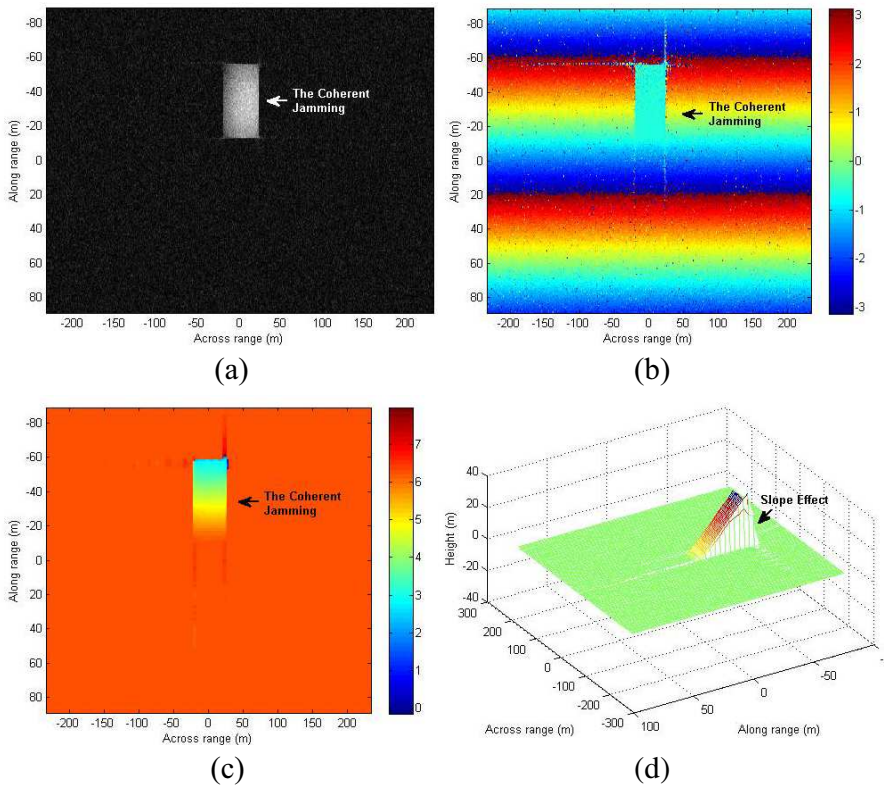 -80
-60
-40
-20
0
20
40
60
80
Along range (m)
The Coherent
Jamming
-200 -150 -100 -50 0 50 100 150 200
Across range (m)
(a)
-80
-60
-40
-20
0
20
40
60
80
Along range (m)
The Coherent
Jamming
-200 -150 -100 -50 0 50 100 150 200
Across range (m)
3
2
1
0
-1
-2
-3
(b)
-80
-60
-40
-20
0
20
40
60
80
Along range (m)
The Coherent
Jamming
-200 -150 -100 -50 0 50 100 150 200
Across range (m)
7
6
5
4
3
2
1
0
(c)
40
20
0
-20
-40
Height (m)
Slope Effect
300
200
100
0
-100
-200
-300
Across range (m)
100
50
0
-50
Along range (m)
(d)